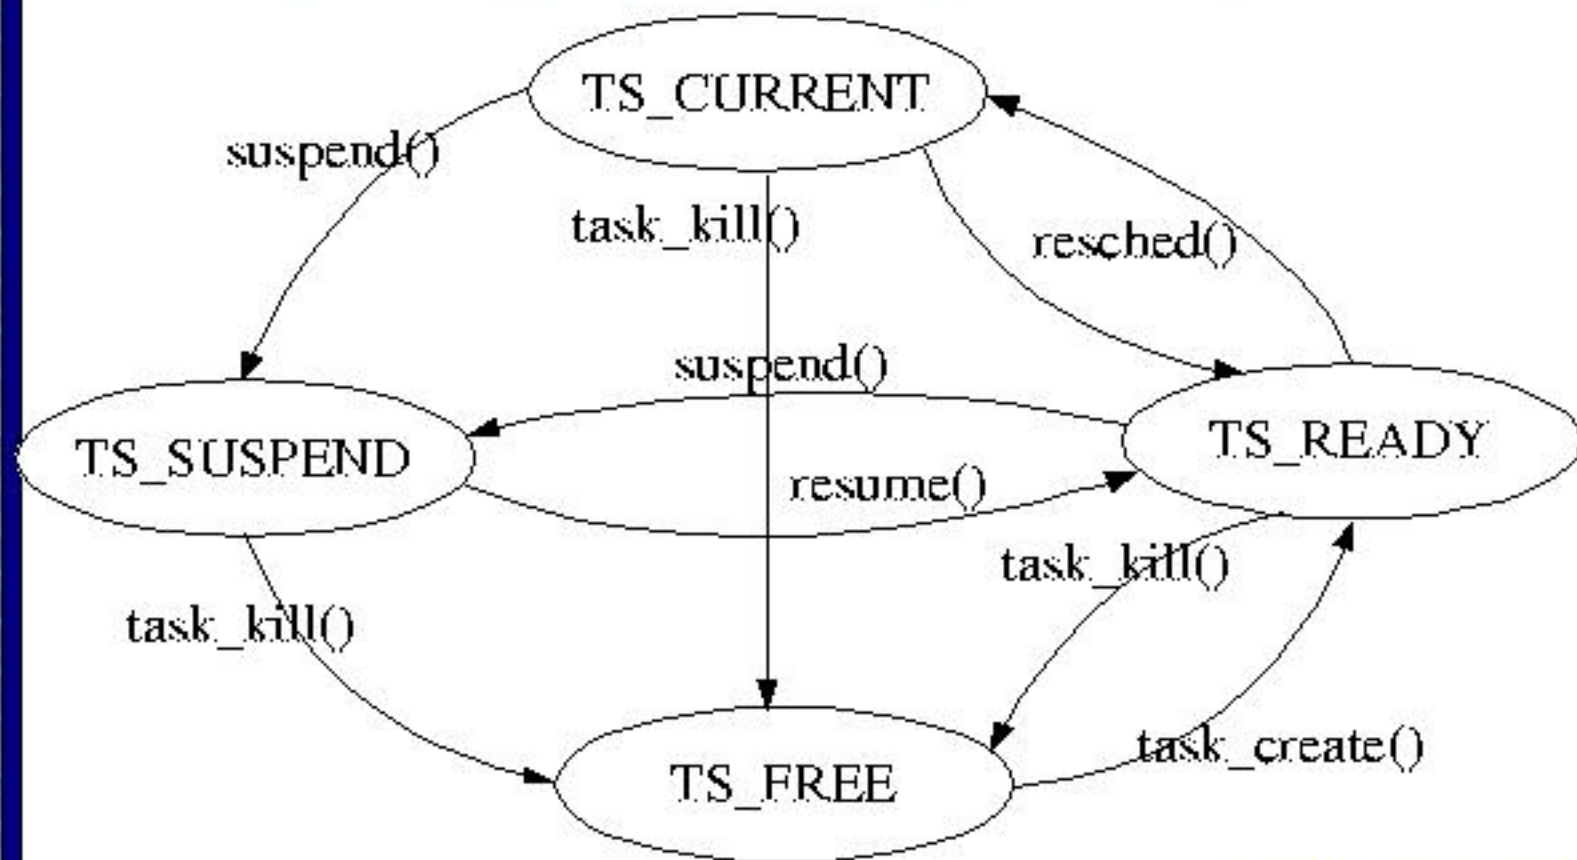 TS_CURRENT
suspend()
task_kill()
resched()
suspend()
TS_SUSPEND
TS_READY
resume()
task_kill()
task_kill()
task_create()
TS_FREE